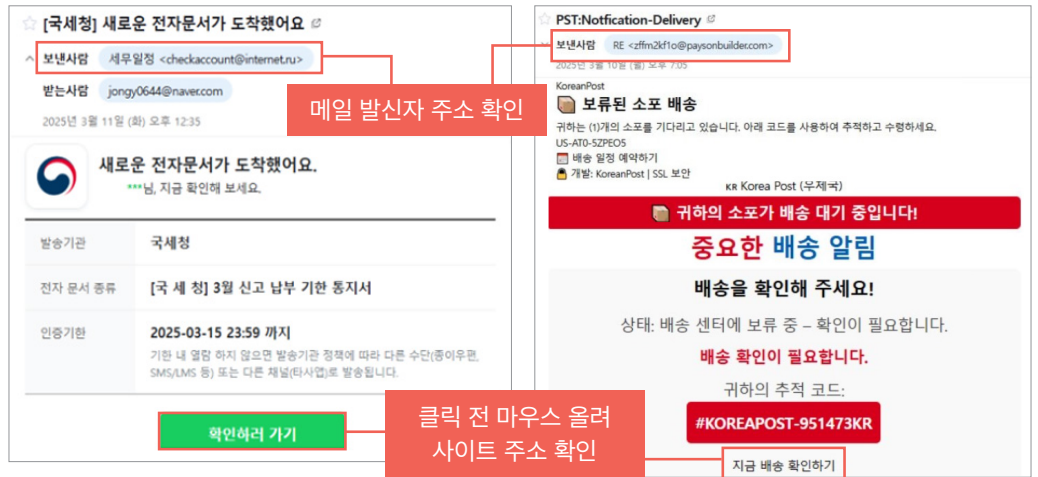 [국세청] 새로운 전자문서가 도착했어요
보낸사람 세무일정 <checkaccount@internet.ru>
받는사람 jongy0644@naver.com
2025년 3월 11일 (화) 오후 12:35
새로운 전자문서가 도착했어요.
***님, 지금 확인해 보세요.
발송기관 국세청
전자 문서 종류 [국 세 청] 3월 신고 납부 기한 통지서
인증기한 2025-03-15 23:59 까지
기한 내 열람 하지 않으면 발송기관 정책에 따라 다른 수단(종이우편,
SMS/LMS 등) 또는 다른 채널(타사앱)로 발송됩니다.
확인하러 가기
메일 발신자 주소 확인
클릭 전 마우스 올려
사이트 주소 확인
PST:Notfication-Delivery
보낸사람 RE <zffm2kf1o@paysonbuilder.com>
2025년 3월 10일 (월) 오후 7:05
KoreanPost
보류된 소포 배송
귀하는 (1)개의 소포를 기다리고 있습니다. 아래 코드를 사용하여 추적하고 수령하세요.
US-AT0-5ZPEO5
배송 일정 예약하기
개발: KoreanPost | SSL 보안
KR Korea Post (우체국)
귀하의 소포가 배송 대기 중입니다!
중요한 배송 알림
배송을 확인해 주세요!
상태: 배송 센터에 보류 중 – 확인이 필요합니다.
배송 확인이 필요합니다.
귀하의 추적 코드:
#KOREAPOST-951473KR
지금 배송 확인하기